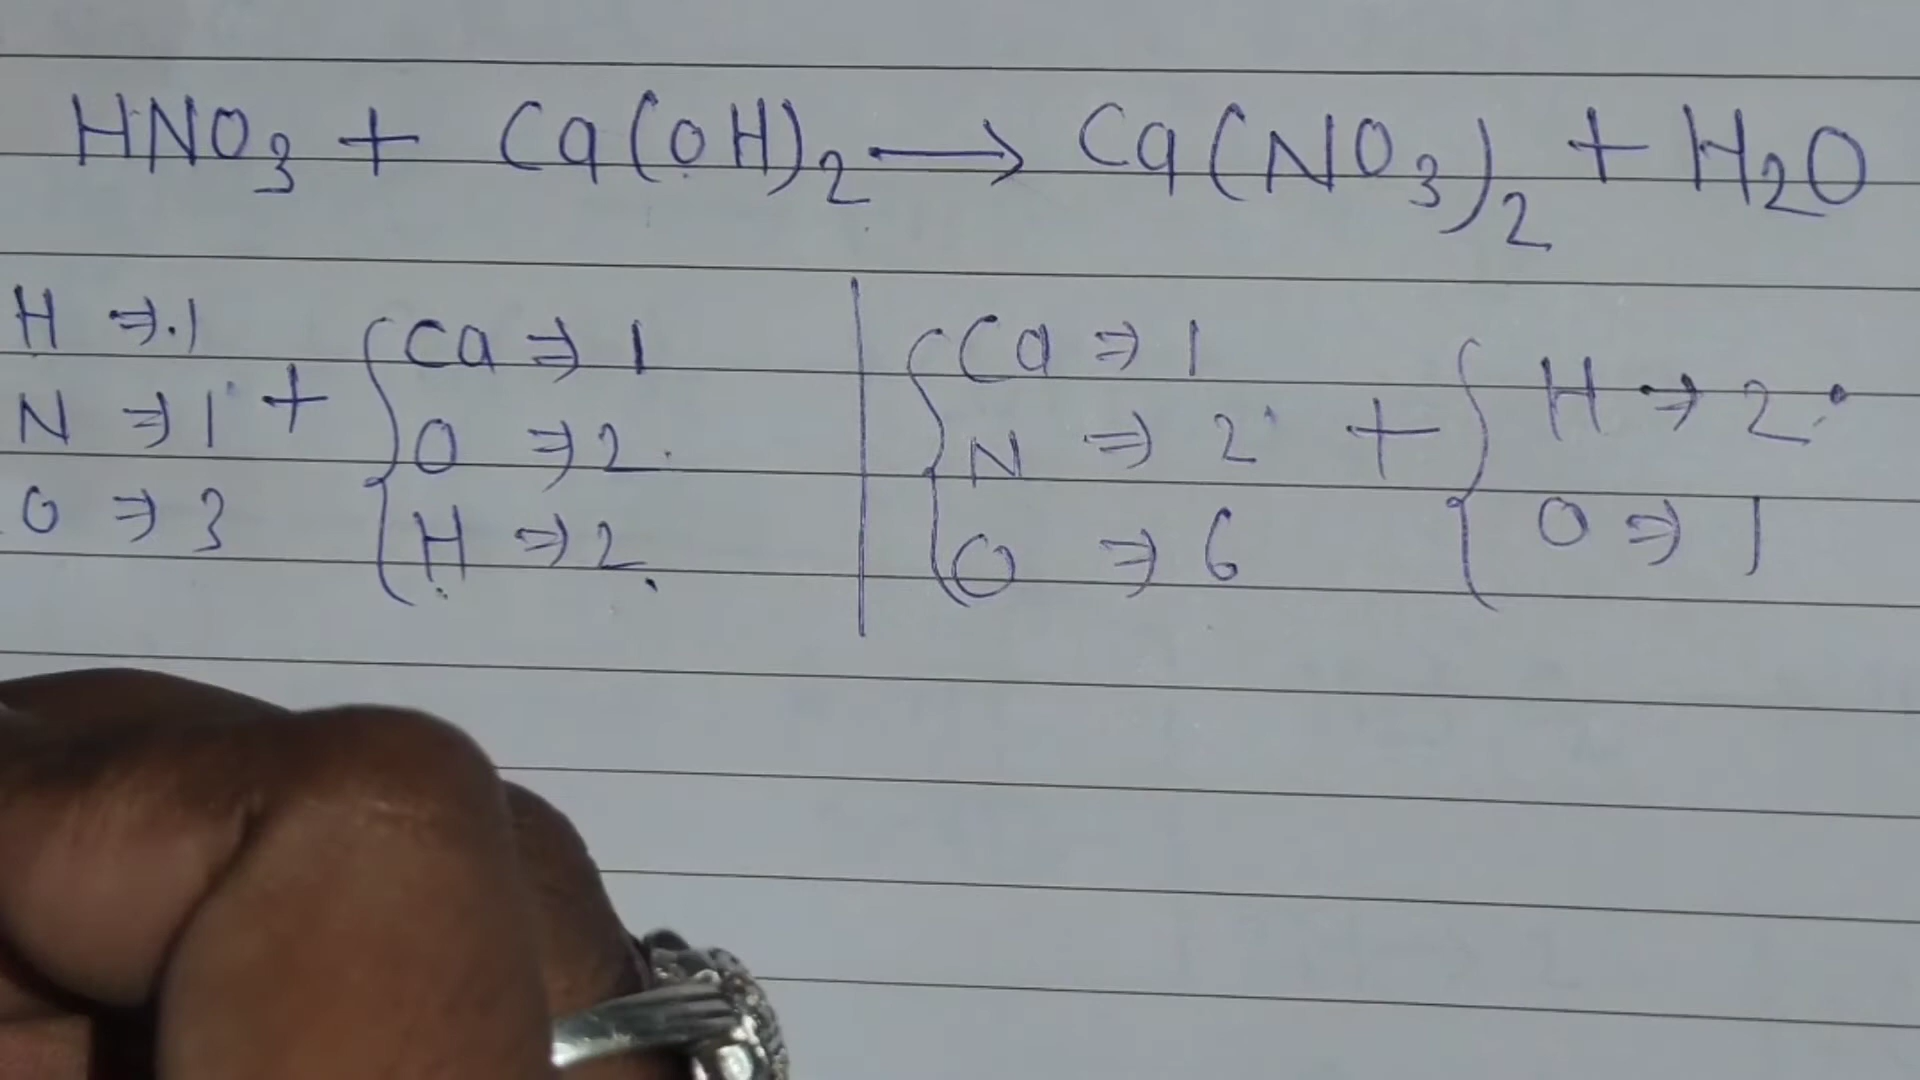 HNO₃ + Ca(OH)₂ → Ca(NO₃)₂ + H₂O
H ⇒ 1
N ⇒ 1 +
O ⇒ 3
Ca ⇒ 1
O ⇒ 2
H ⇒ 2
Ca ⇒ 1
N ⇒ 2 +
O ⇒ 6
H → 2
O ⇒ 1